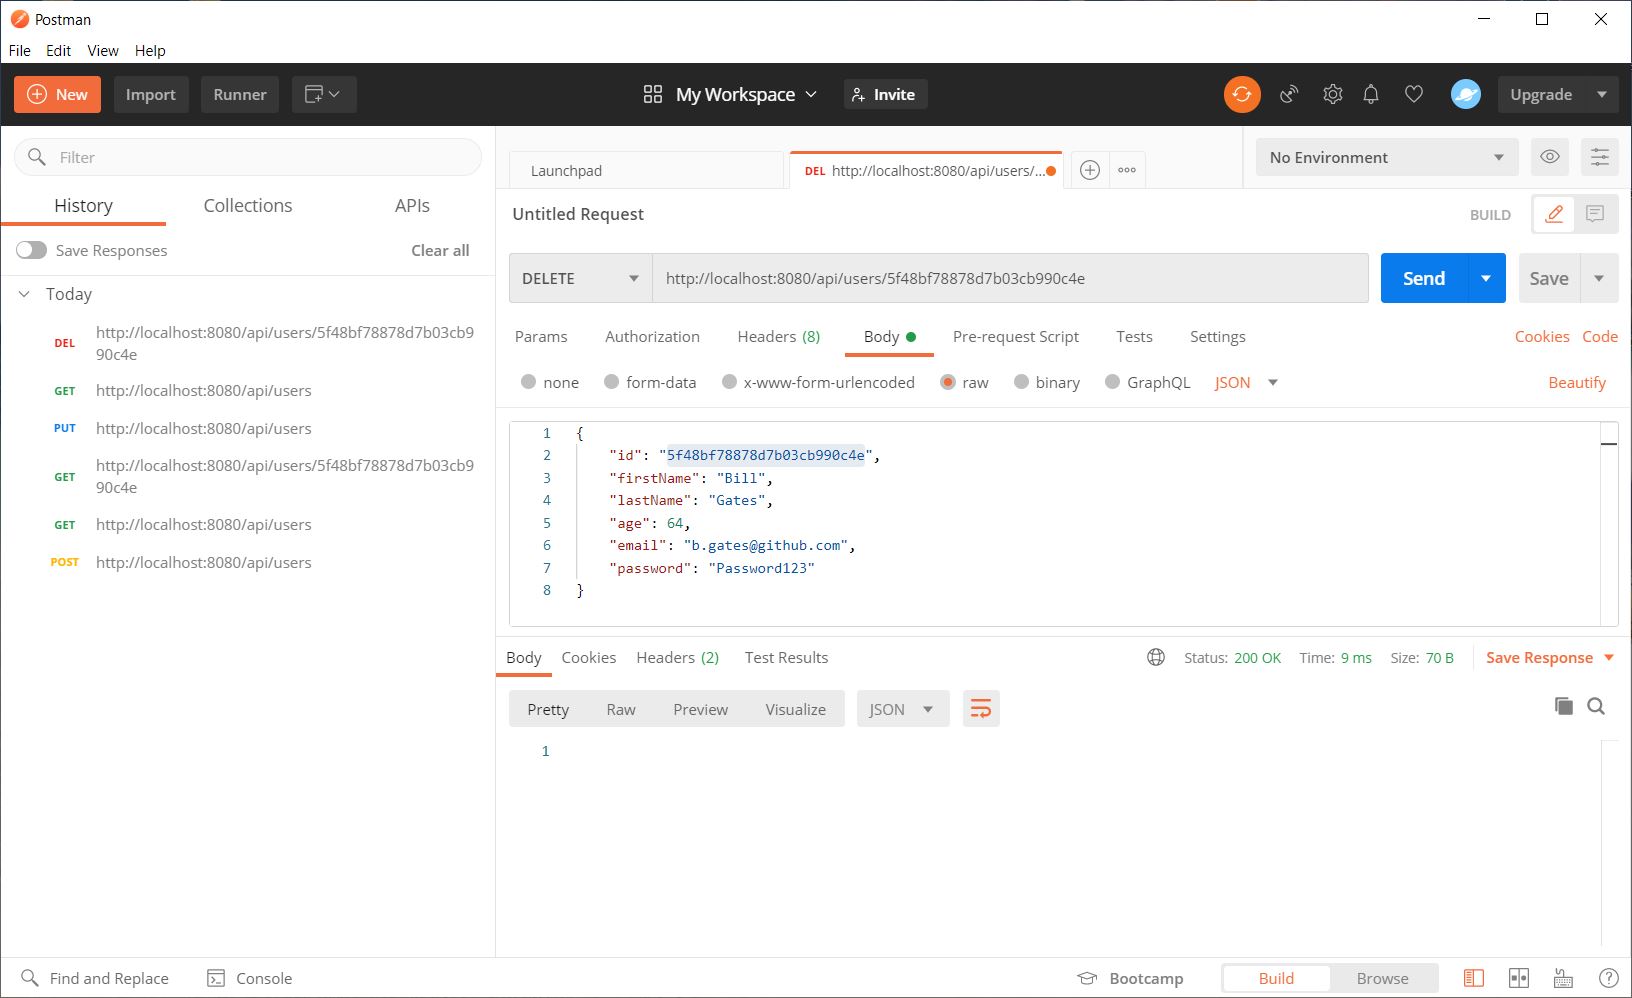 Postman
File Edit View Help
New Import Runner My Workspace Invite Upgrade
Filter
History Collections APIs
Save Responses Clear all
Today
DEL http://localhost:8080/api/users/5f48bf78878d7b03cb9
90c4e
GET http://localhost:8080/api/users
PUT http://localhost:8080/api/users
GET http://localhost:8080/api/users/5f48bf78878d7b03cb9
90c4e
GET http://localhost:8080/api/users
POST http://localhost:8080/api/users
Launchpad DEL http://localhost:8080/api/users/... No Environment
Untitled Request BUILD
DELETE http://localhost:8080/api/users/5f48bf78878d7b03cb990c4e Send Save
Params Authorization Headers (8) Body Pre-request Script Tests Settings Cookies Code
none form-data x-www-form-urlencoded raw binary GraphQL JSON Beautify
1 {
2 "id": "5f48bf78878d7b03cb990c4e",
3 "firstName": "Bill",
4 "lastName": "Gates",
5 "age": 64,
6 "email": "b.gates@github.com",
7 "password": "Password123"
8 }
Body Cookies Headers (2) Test Results Status: 200 OK Time: 9 ms Size: 70 B Save Response
Pretty Raw Preview Visualize JSON
1
Find and Replace Console Bootcamp Build Browse